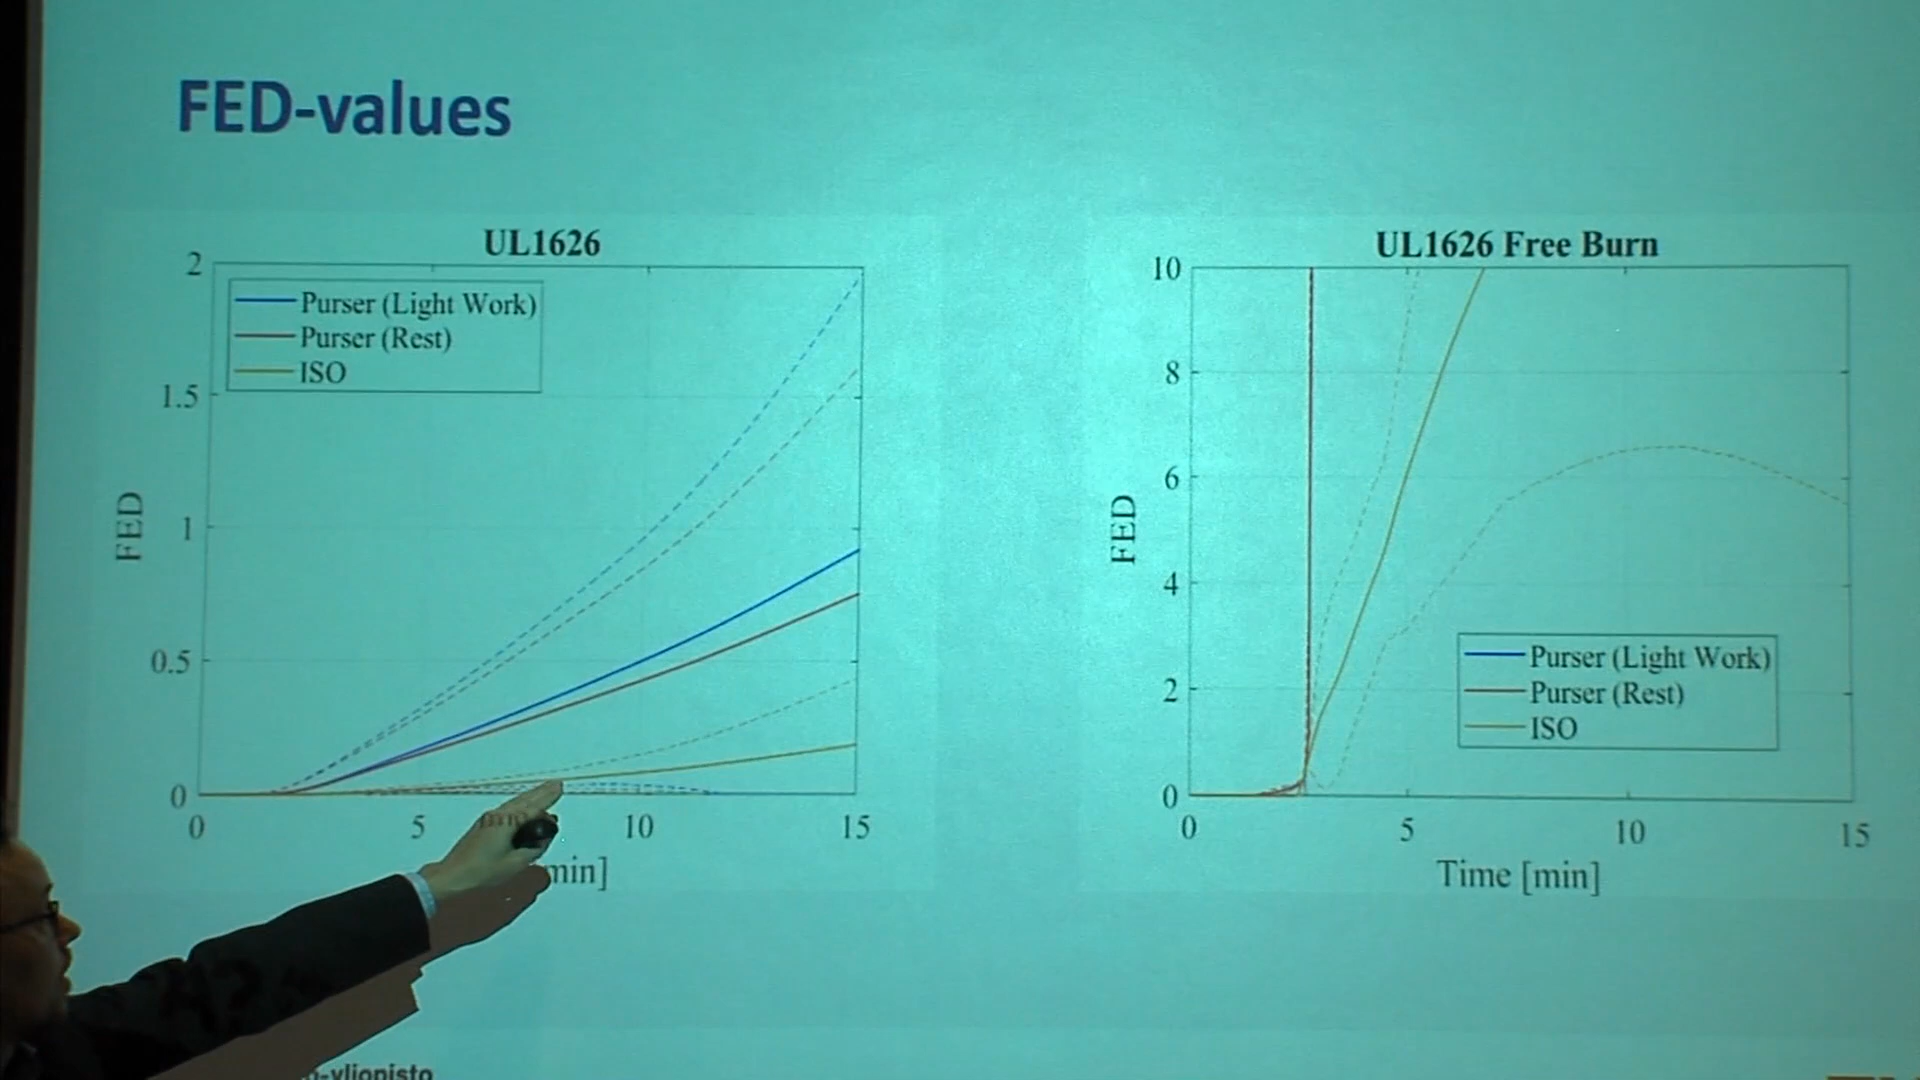 FED-values
UL1626
2
1.5
1
0.5
0
FED
Purser (Light Work)
Purser (Rest)
ISO
0 5 10 15
min]
UL1626 Free Burn
10
8
6
4
2
0
FED
Purser (Light Work)
Purser (Rest)
ISO
0 5 10 15
Time [min]
-yliopisto